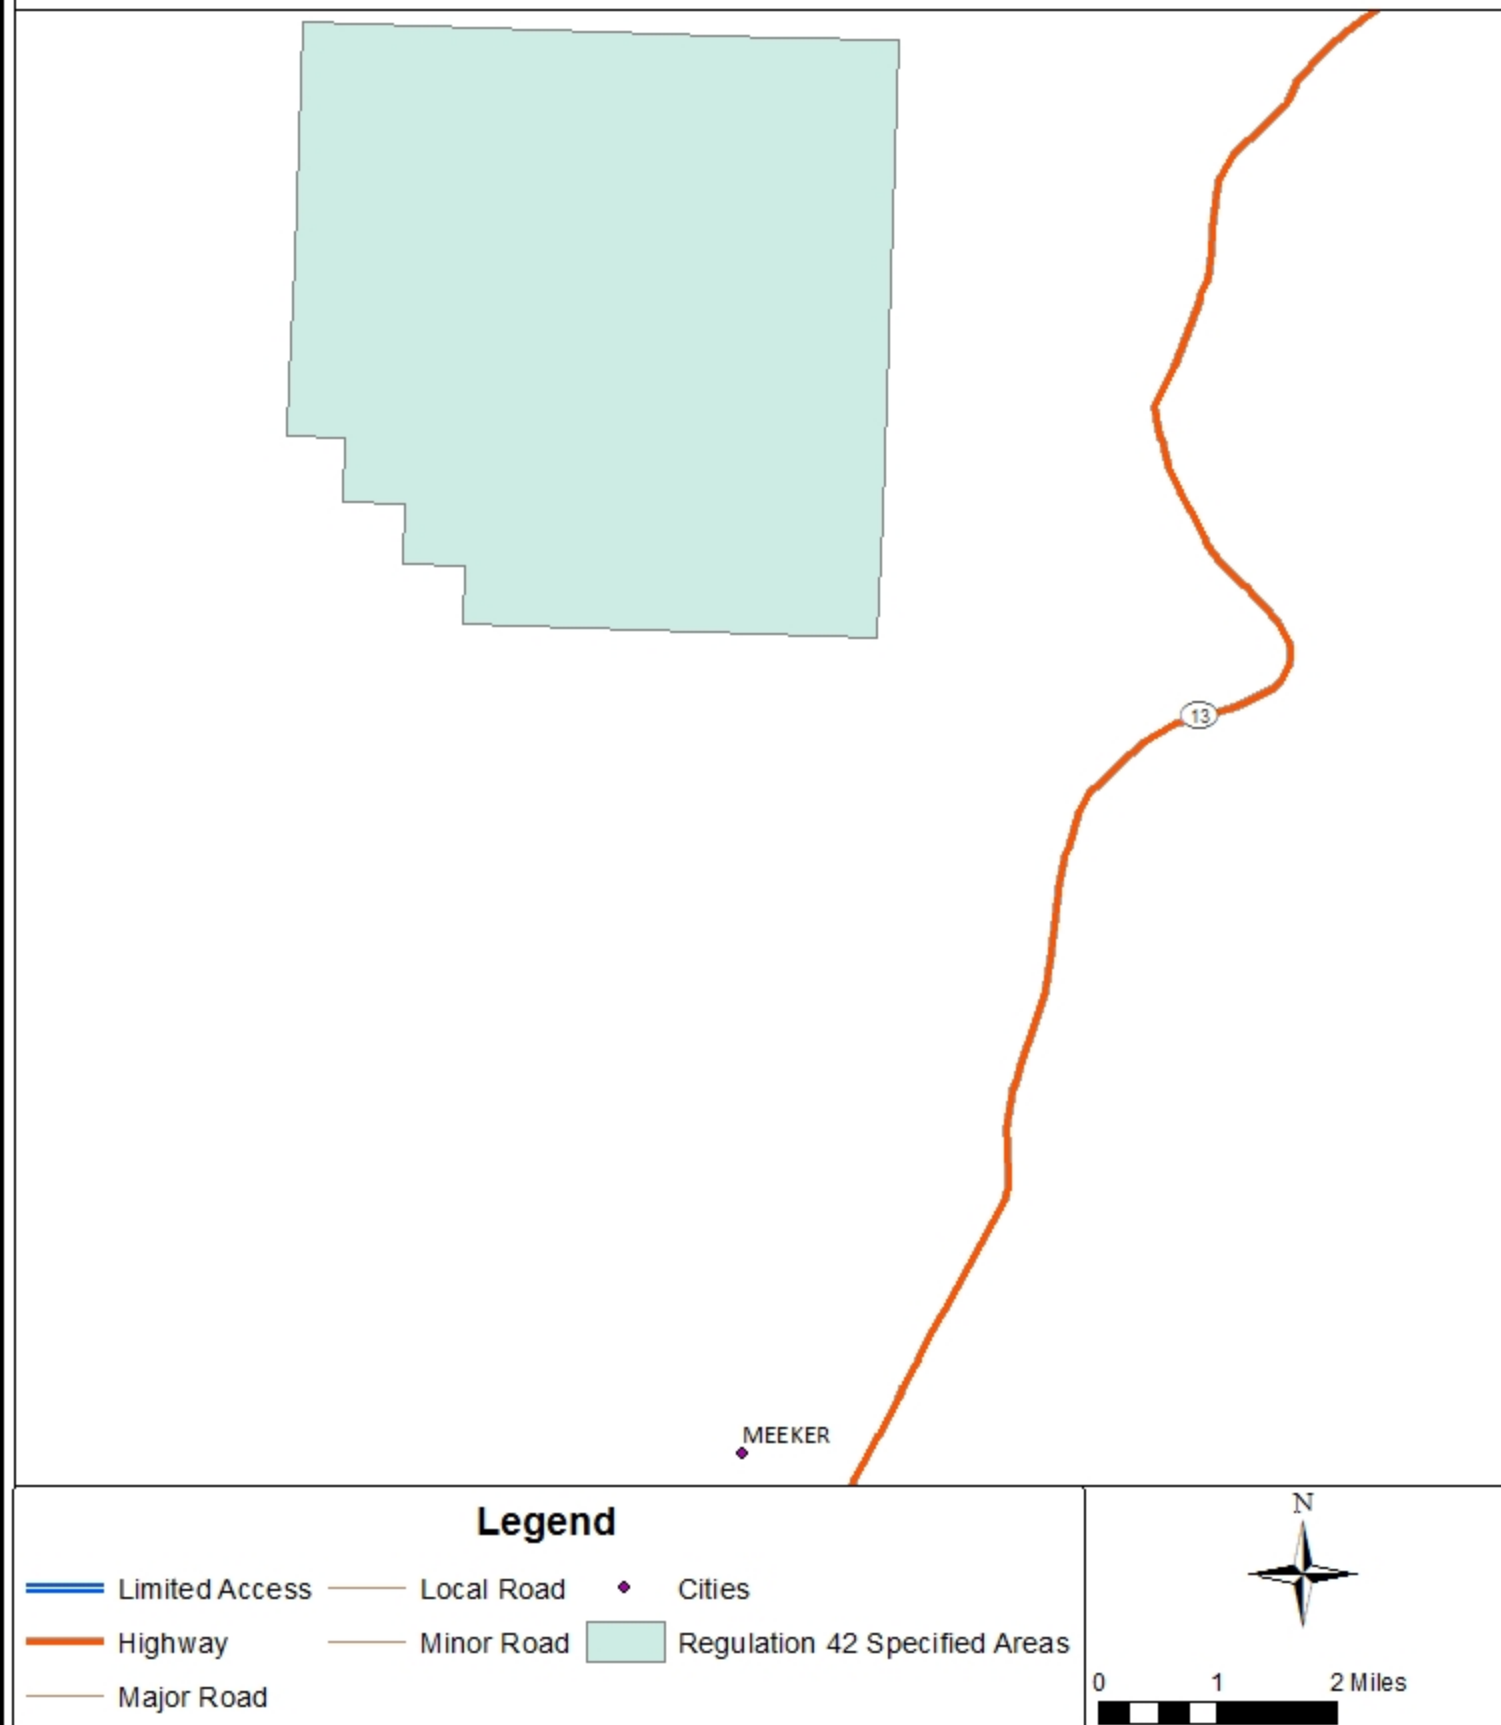 13
MEEKER
Legend
Limited Access
Local Road
Cities
Highway
Minor Road
Regulation 42 Specified Areas
Major Road
N
0 1 2 Miles